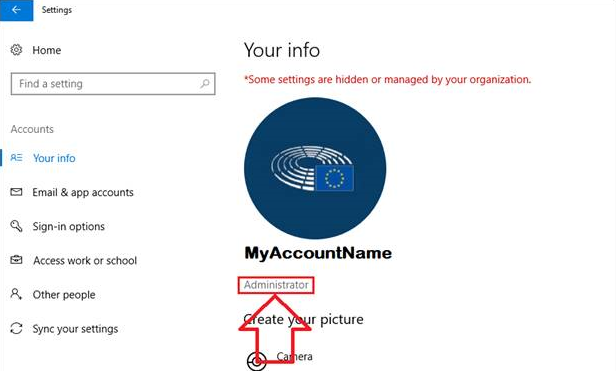 Settings
Home
Find a setting
Accounts
Your info
Email & app accounts
Sign-in options
Access work or school
Other people
Sync your settings
Your info
*Some settings are hidden or managed by your organization.
MyAccountName
Administrator
Create your picture
Camera